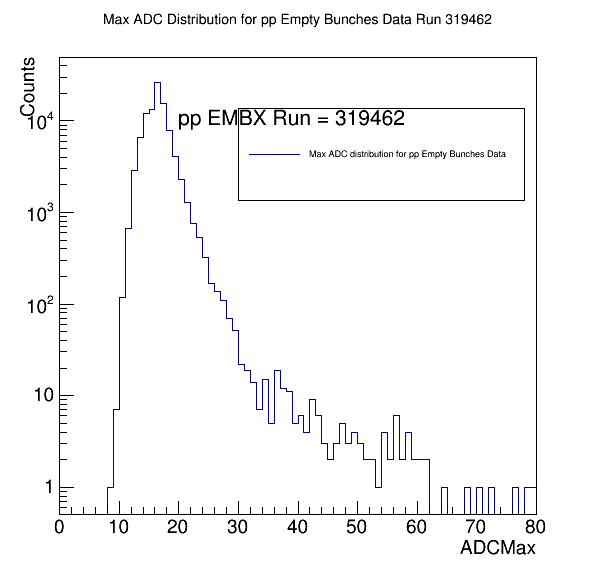 Max ADC Distribution for pp Empty Bunches Data Run 319462
Counts
pp EMBX Run = 319462
Max ADC distribution for pp Empty Bunches Data
10^4
10^3
10^2
10
1
0 10 20 30 40 50 60 70 80
ADCMax